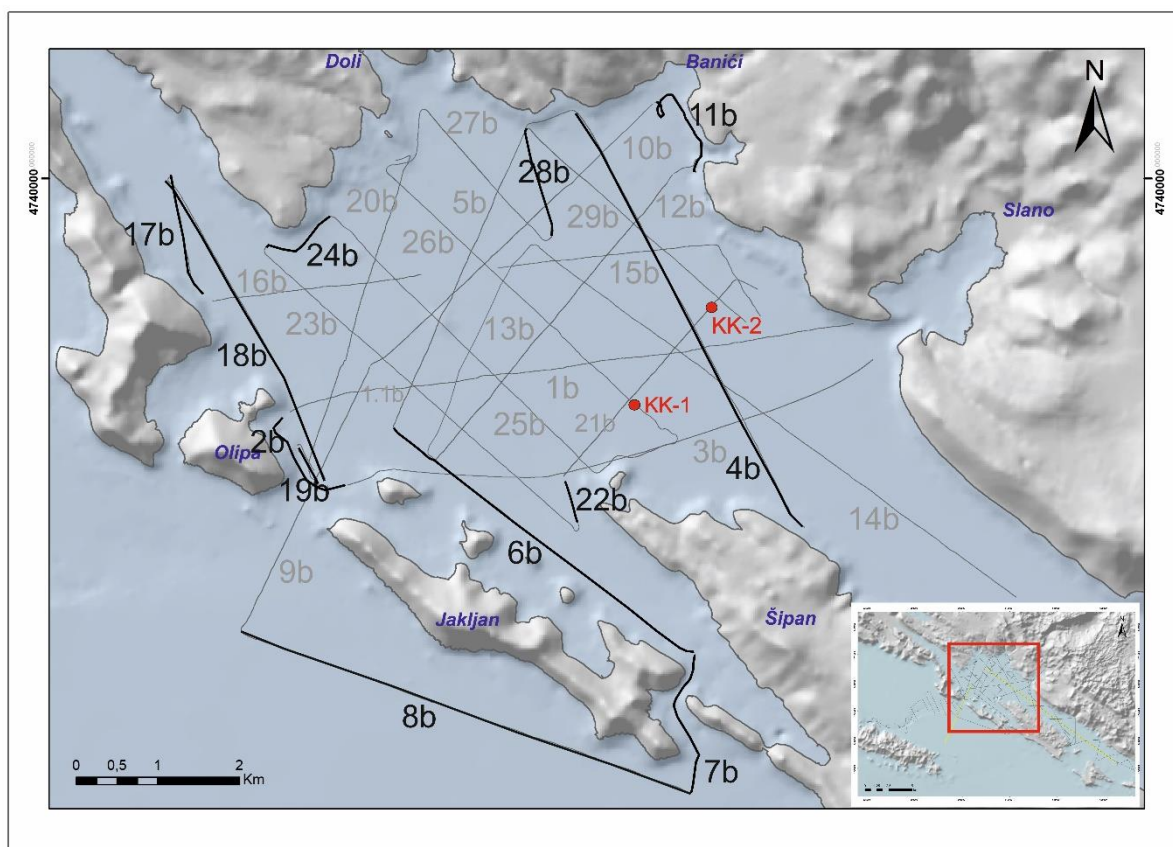 Doli
Banići
N
27b
11b
10b
4740000,000000
4740000,000000
28b
20b
5b
29b
12b
Slano
17b
24b
26b
16b
15b
23b
13b
KK-2
18b
1.1b
1b
KK-1
25b
21b
2b
Olipa
3b
4b
19b
22b
14b
6b
9b
Jakljan
Šipan
8b
7b
0 0,5 1 2
Km
N